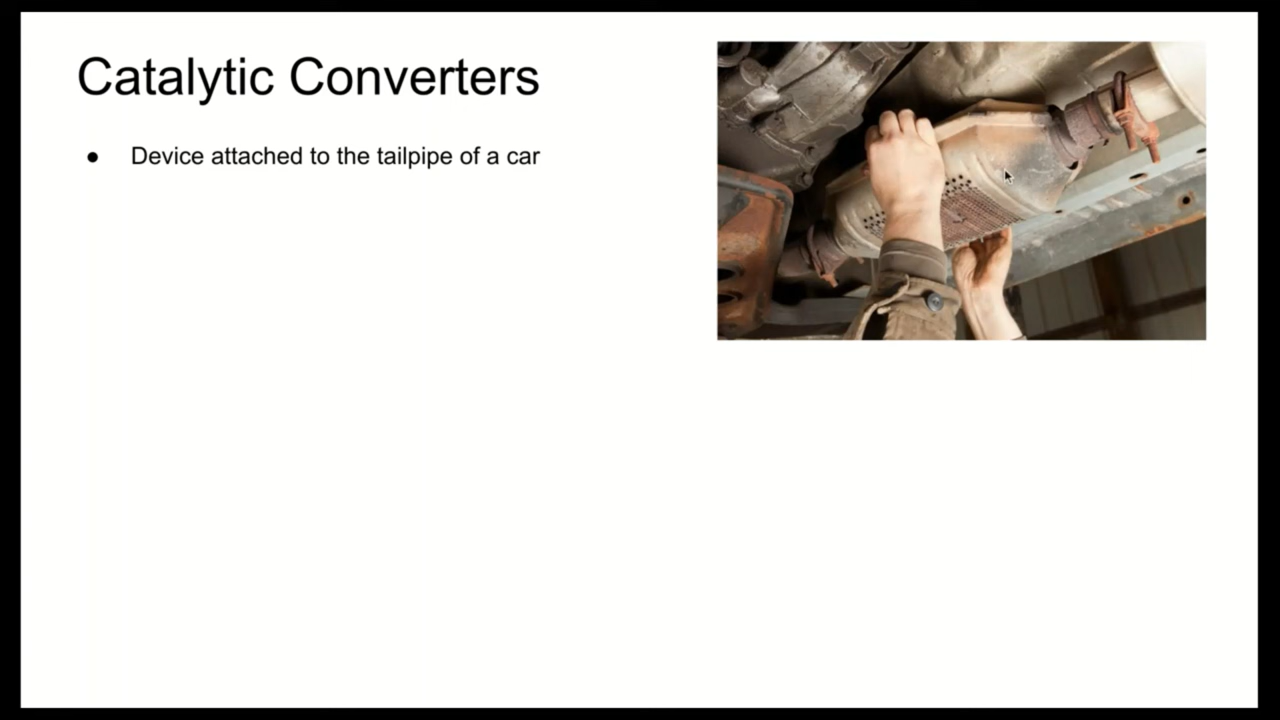 Catalytic Converters
● Device attached to the tailpipe of a car